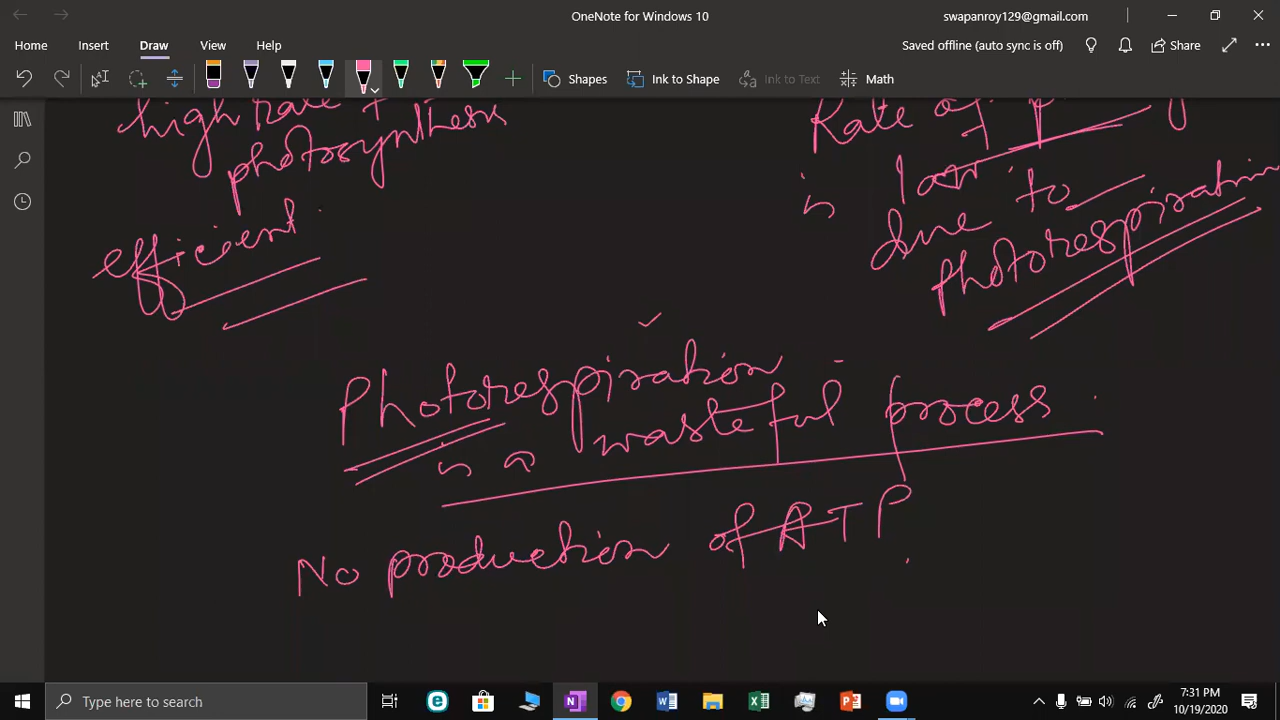 OneNote for Windows 10
swapanroy129@gmail.com
Home Insert Draw View Help
Saved offline (auto sync is off)
Share
Shapes
Ink to Shape
Ink to Text
Math
high rate
photosynthesis
efficient
Rate of
is low
due to
photorespiration
Photorespiration
is a wasteful process
No production of ATP
Type here to search
7:31 PM
10/19/2020